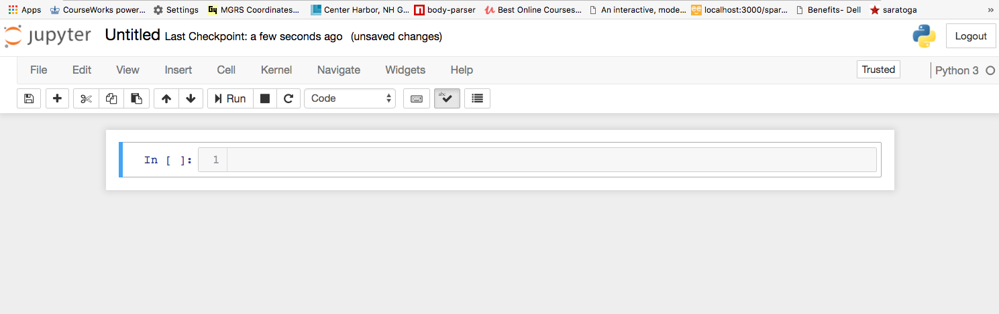 Apps CourseWorks power... Settings Gy MGRS Coordinates... Center Harbor, NH G... body-parser Best Online Courses... An interactive, mode... localhost:3000/spar... Benefits- Dell saratoga »
jupyter Untitled Last Checkpoint: a few seconds ago (unsaved changes) Logout
File Edit View Insert Cell Kernel Navigate Widgets Help Trusted Python 3
Run Code abc
In [ ]: 1